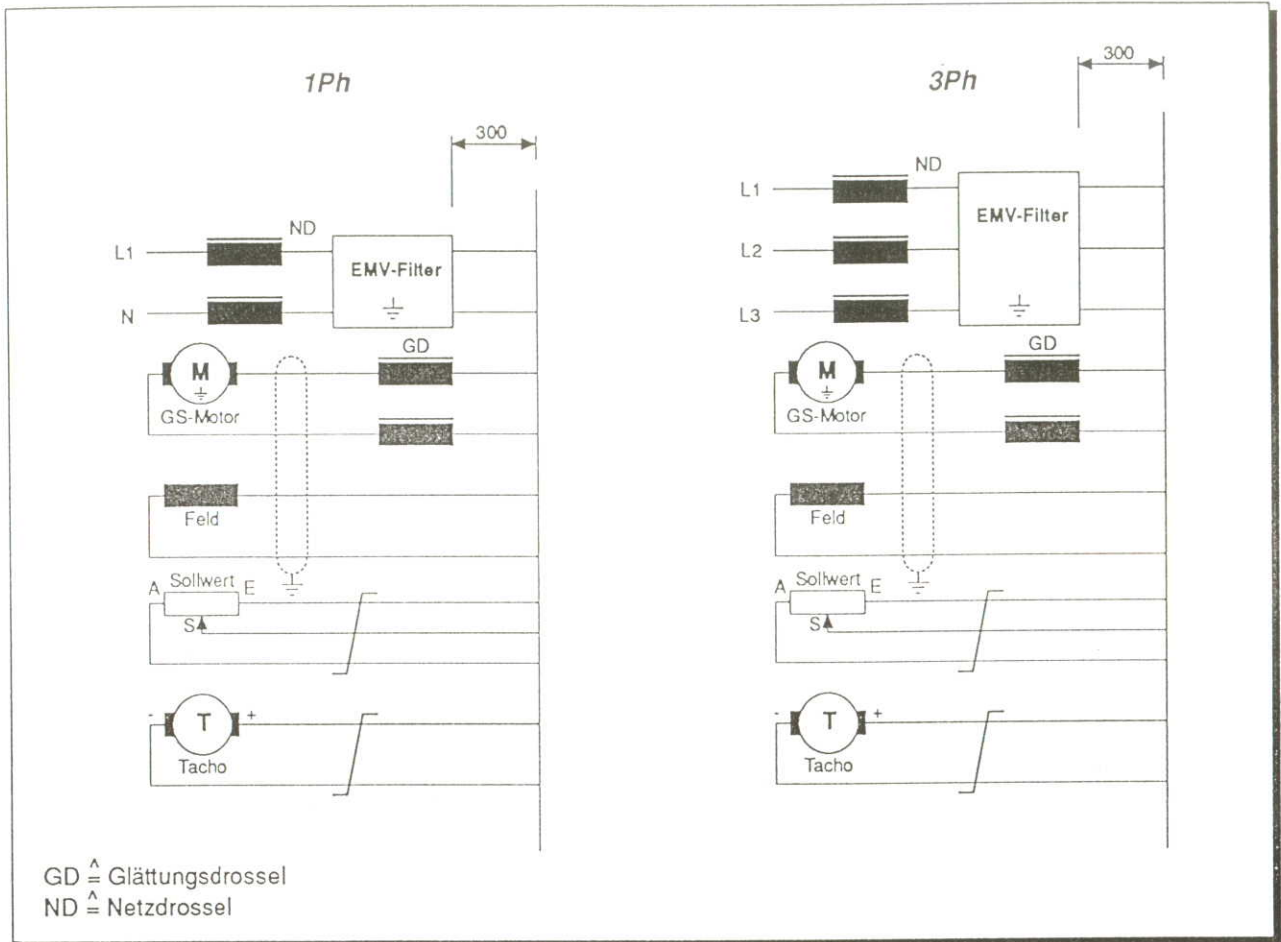 1Ph
300
ND
L1
EMV-Filter
N
GD
M
GS-Motor
Feld
A Sollwert E
S
- T +
Tacho
3Ph
300
ND
L1
EMV-Filter
L2
L3
GD
M
GS-Motor
Feld
A Sollwert E
S
- T +
Tacho
GD ≙ Glättungsdrossel
ND ≙ Netzdrossel